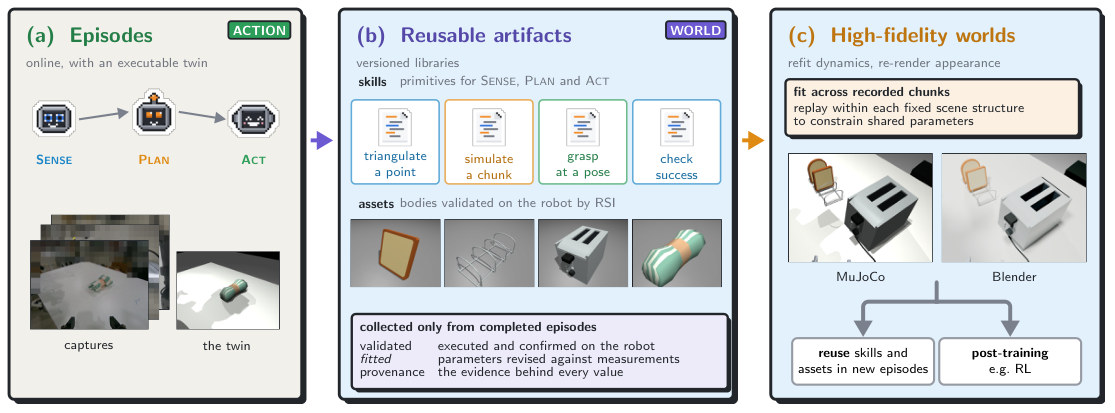 (a) Episodes
ACTION
online, with an executable twin
SENSE
PLAN
ACT
captures
the twin
(b) Reusable artifacts
WORLD
versioned libraries
skills primitives for SENSE, PLAN and ACT
triangulate
a point
simulate
a chunk
grasp
at a pose
check
success
assets bodies validated on the robot by RSI
collected only from completed episodes
validated executed and confirmed on the robot
fitted parameters revised against measurements
provenance the evidence behind every value
(c) High-fidelity worlds
refit dynamics, re-render appearance
fit across recorded chunks
replay within each fixed scene structure
to constrain shared parameters
MuJoCo
Blender
reuse skills and
assets in new episodes
post-training
e.g. RL